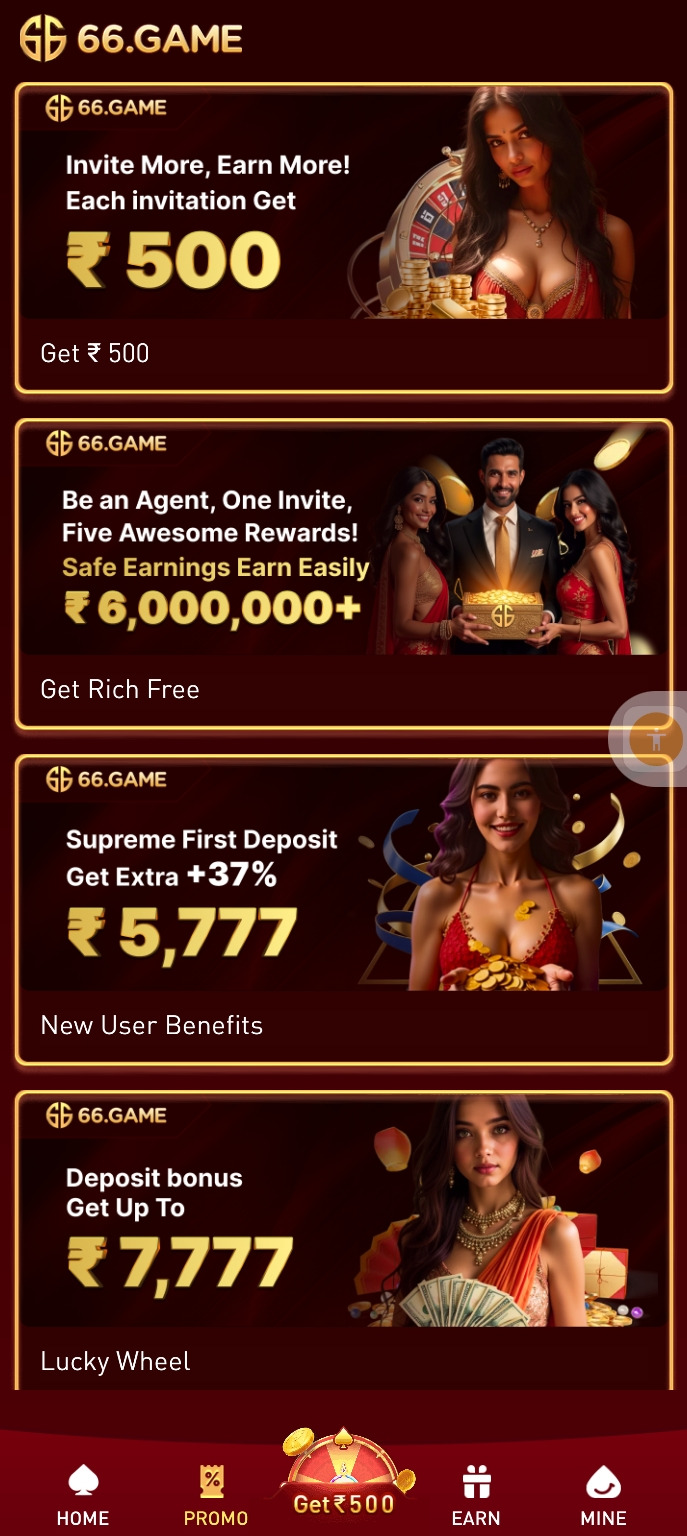 66.GAME
66.GAME
Invite More, Earn More!
Each invitation Get
₹ 500
Get ₹ 500
66.GAME
Be an Agent, One Invite,
Five Awesome Rewards!
Safe Earnings Earn Easily
₹ 6,000,000+
Get Rich Free
66.GAME
Supreme First Deposit
Get Extra +37%
₹ 5,777
New User Benefits
66.GAME
Deposit bonus
Get Up To
₹ 7,777
Lucky Wheel
Get ₹500
HOME
PROMO
EARN
MINE